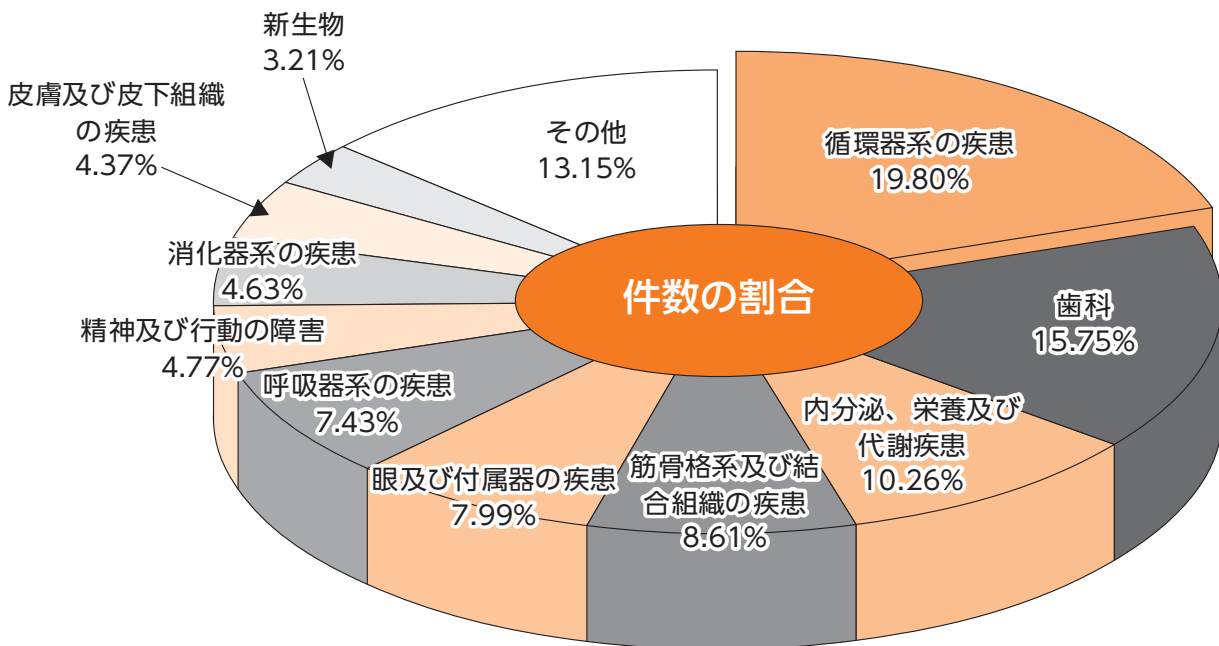 新生物
3.21%
皮膚及び皮下組織
の疾患
4.37%
その他
13.15%
循環器系の疾患
19.80%
消化器系の疾患
4.63%
件数の割合
歯科
15.75%
精神及び行動の障害
4.77%
呼吸器系の疾患
7.43%
内分泌、栄養及び
代謝疾患
10.26%
眼及び付属器の疾患
7.99%
筋骨格系及び結
合組織の疾患
8.61%